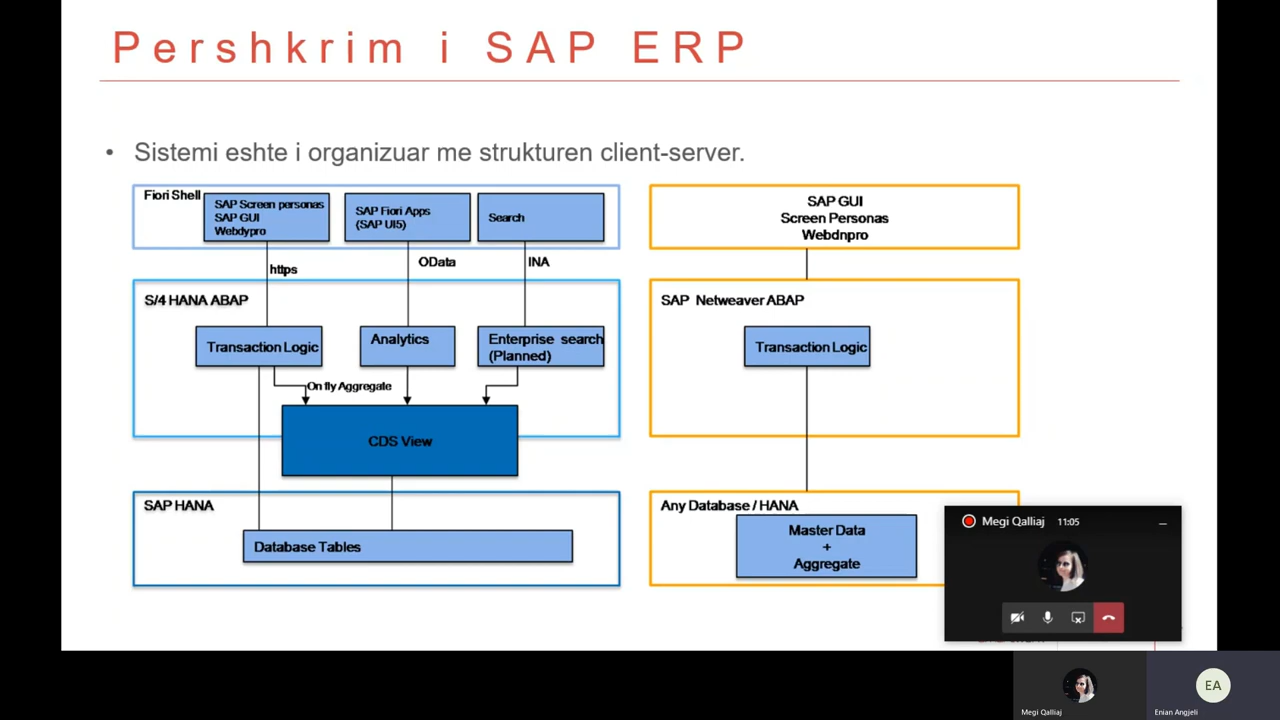 Pershkrim i SAP ERP
• Sistemi eshte i organizuar me strukturen client-server.
Fiori Shell
SAP Screen personas
SAP GUI
Webdypro
SAP Fiori Apps
(SAP UI5)
Search
https
OData
INA
S/4 HANA ABAP
Transaction Logic
Analytics
Enterprise search
(Planned)
On fly Aggregate
CDS View
SAP HANA
Database Tables
SAP GUI
Screen Personas
Webdnpro
SAP Netweaver ABAP
Transaction Logic
Any Database / HANA
Master Data
+
Aggregate
Megi Qalliaj 11:05
Megi Qalliaj
EA
Enian Angjeli